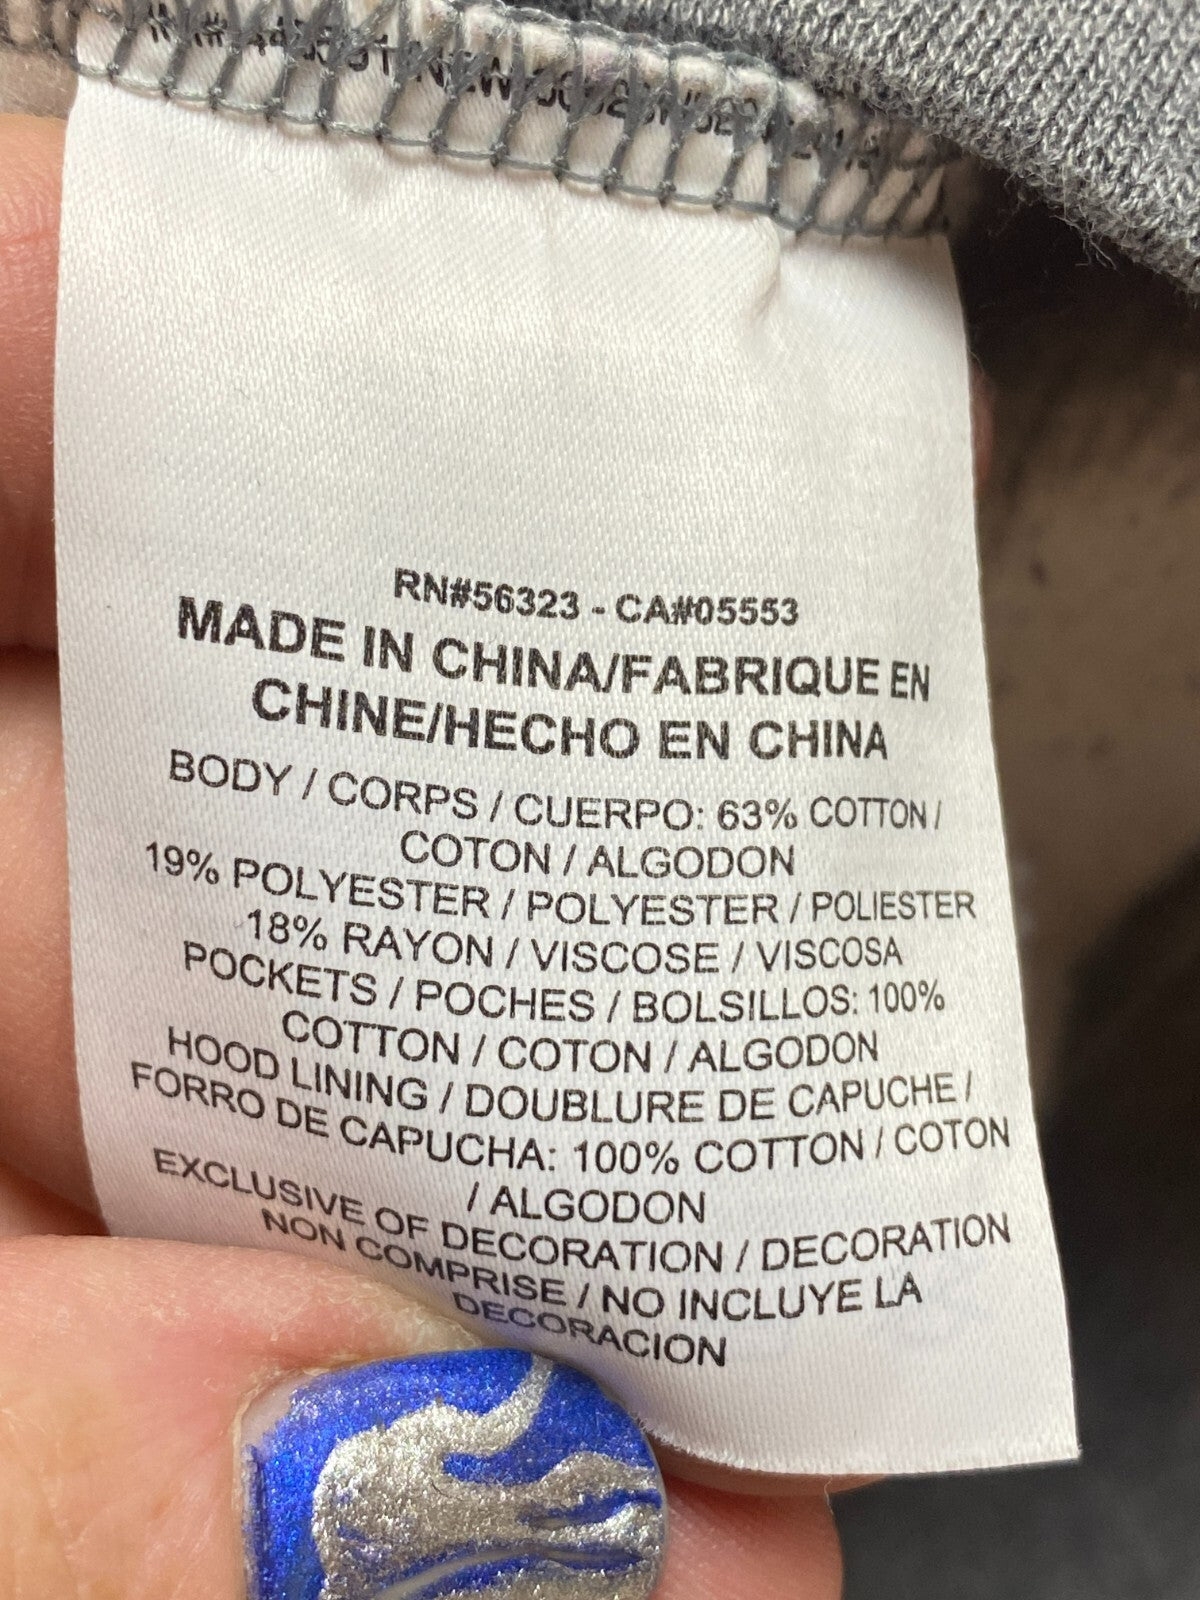 RN#56323 - CA#05553
MADE IN CHINA/FABRIQUE EN
CHINE/HECHO EN CHINA
BODY / CORPS / CUERPO: 63% COTTON /
COTON / ALGODON
19% POLYESTER / POLYESTER / POLIESTER
18% RAYON / VISCOSE / VISCOSA
POCKETS / POCHES / BOLSILLOS: 100%
COTTON / COTON / ALGODON
HOOD LINING / DOUBLURE DE CAPUCHE /
FORRO DE CAPUCHA: 100% COTTON / COTON
/ ALGODON
EXCLUSIVE OF DECORATION / DECORATION
NON COMPRISE / NO INCLUYE LA
DECORACION